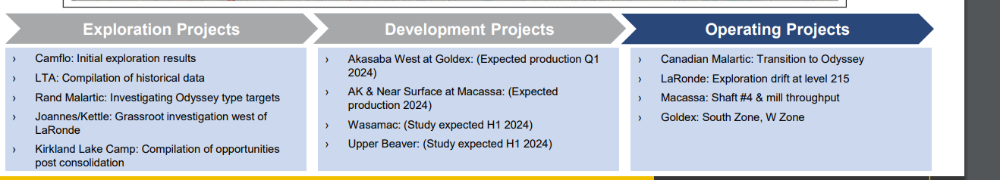 Exploration Projects
› Camflo: Initial exploration results
› LTA: Compilation of historical data
› Rand Malartic: Investigating Odyssey type targets
› Joannes/Kettle: Grassroot investigation west of
LaRonde
› Kirkland Lake Camp: Compilation of opportunities
post consolidation
Development Projects
› Akasaba West at Goldex: (Expected production Q1
2024)
› AK & Near Surface at Macassa: (Expected
production 2024)
› Wasamac: (Study expected H1 2024)
› Upper Beaver: (Study expected H1 2024)
Operating Projects
› Canadian Malartic: Transition to Odyssey
› LaRonde: Exploration drift at level 215
› Macassa: Shaft #4 & mill throughput
› Goldex: South Zone, W Zone